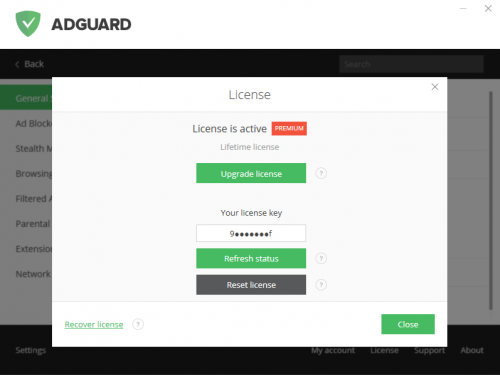 ADGUARD
Back
Search
License
General
License is active PREMIUM
Lifetime license
Ad Block
Stealth M
Upgrade license ?
Browsing
Filtered A
Your license key
Parental
9●●●●●●●f
Extension
Refresh status ?
Network
Reset license ?
Recover license ?
Close
Settings
My account License Support About